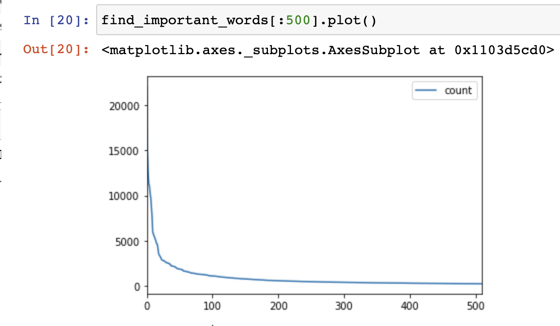 In [20]: find_important_words[:500].plot()
Out[20]: <matplotlib.axes._subplots.AxesSubplot at 0x1103d5cd0>
count
20000
15000
10000
5000
0
0 100 200 300 400 500